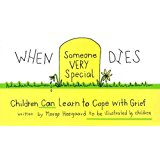 WHEN Someone VERY Special DIES
Children Can Learn to Cope with Grief
written by Marge Heegaard to be illustrated by children